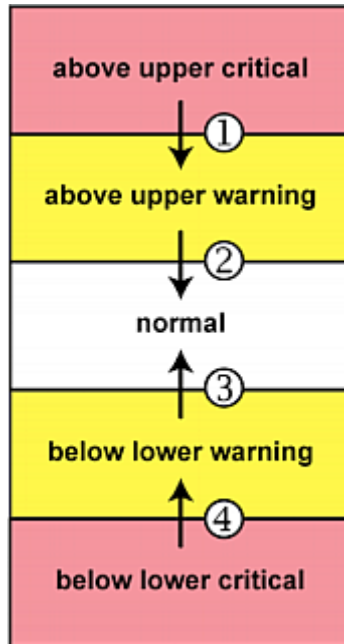 above upper critical
①
above upper warning
②
normal
③
below lower warning
④
below lower critical